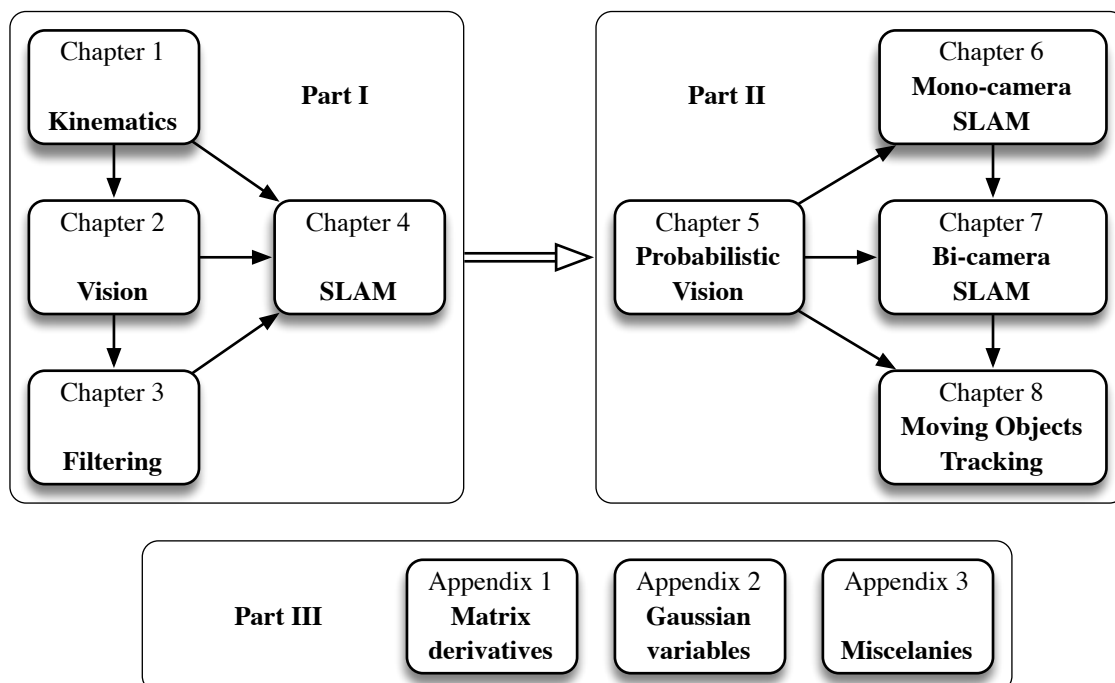 Part I
Chapter 1
Kinematics
Chapter 2
Vision
Chapter 3
Filtering
Chapter 4
SLAM
Part II
Chapter 5
Probabilistic
Vision
Chapter 6
Mono-camera
SLAM
Chapter 7
Bi-camera
SLAM
Chapter 8
Moving Objects
Tracking
Part III
Appendix 1
Matrix
derivatives
Appendix 2
Gaussian
variables
Appendix 3
Miscelanies